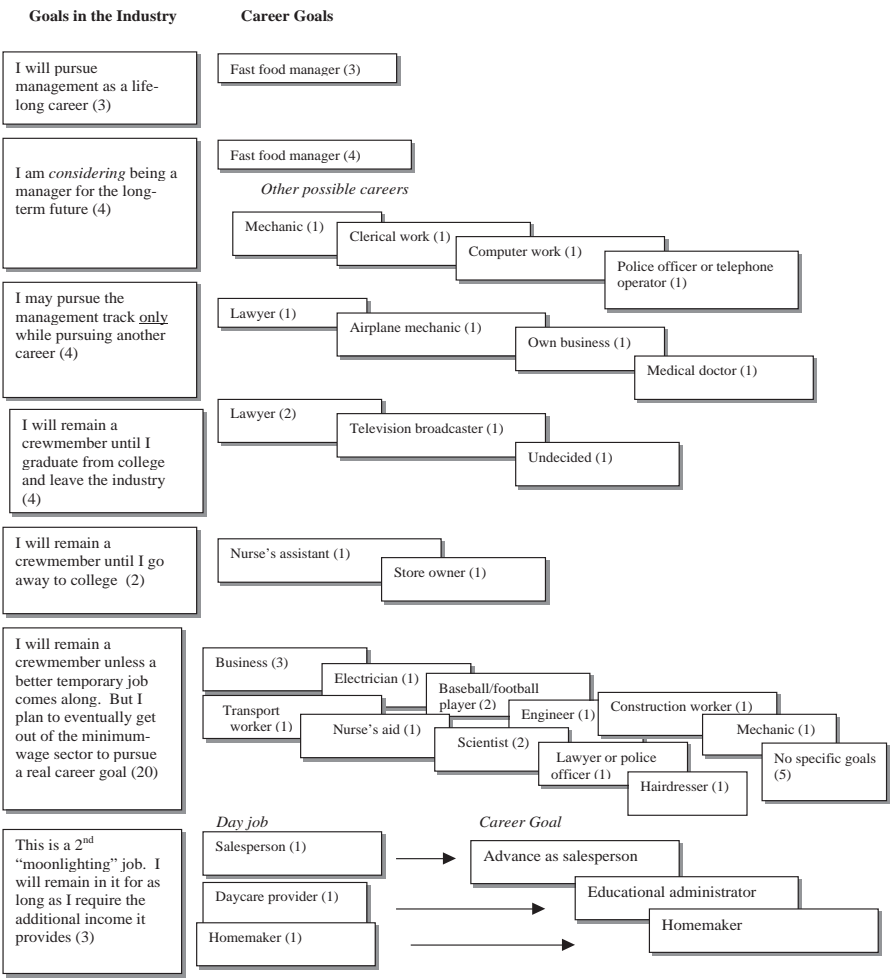 Goals in the Industry
Career Goals
I will pursue
management as a life-
long career (3)
Fast food manager (3)
I am considering being a
manager for the long-
term future (4)
Fast food manager (4)
Other possible careers
Mechanic (1)
Clerical work (1)
Computer work (1)
Police officer or telephone
operator (1)
I may pursue the
management track only
while pursuing another
career (4)
Lawyer (1)
Airplane mechanic (1)
Own business (1)
Medical doctor (1)
I will remain a
crewmember until I
graduate from college
and leave the industry
(4)
Lawyer (2)
Television broadcaster (1)
Undecided (1)
I will remain a
crewmember until I go
away to college (2)
Nurse’s assistant (1)
Store owner (1)
I will remain a
crewmember unless a
better temporary job
comes along. But I
plan to eventually get
out of the minimum-
wage sector to pursue
a real career goal (20)
Business (3)
Electrician (1)
Baseball/football
player (2)
Construction worker (1)
Transport
worker (1)
Nurse’s aid (1)
Engineer (1)
Scientist (2)
Mechanic (1)
Lawyer or police
officer (1)
No specific goals
(5)
Hairdresser (1)
This is a 2nd
“moonlighting” job. I
will remain in it for as
long as I require the
additional income it
provides (3)
Day job
Career Goal
Salesperson (1)
Advance as salesperson
Daycare provider (1)
Educational administrator
Homemaker (1)
Homemaker